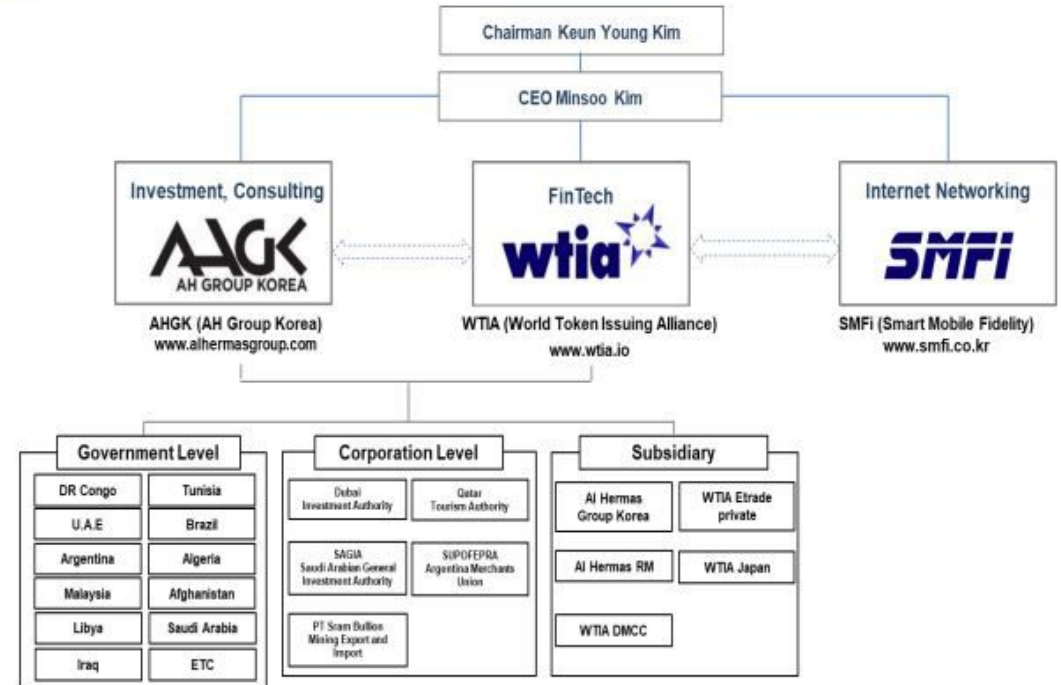 Chairman Keun Young Kim
CEO Minsoo Kim
Investment, Consulting
AHGK
AH GROUP KOREA
FinTech
wtia
Internet Networking
SMFi
AHGK (AH Group Korea)
www.alhermasgroup.com
WTIA (World Token Issuing Alliance)
www.wtia.io
SMFi (Smart Mobile Fidelity)
www.smfi.co.kr
Government Level
DR Congo
Tunisia
U.A.E
Brazil
Argentina
Algeria
Malaysia
Afghanistan
Libya
Saudi Arabia
Iraq
ETC
Corporation Level
Dubai
Investment Authority
Qatar
Tourism Authority
SAGIA
Saudi Arabian General
Investment Authority
SUPOFEPRA
Argentina Merchants
Union
PT Sram Bullion
Mining Export and
Import
Subsidiary
Al Hermas
Group Korea
WTIA Etrade
private
Al Hermas RM
WTIA Japan
WTIA DMCC